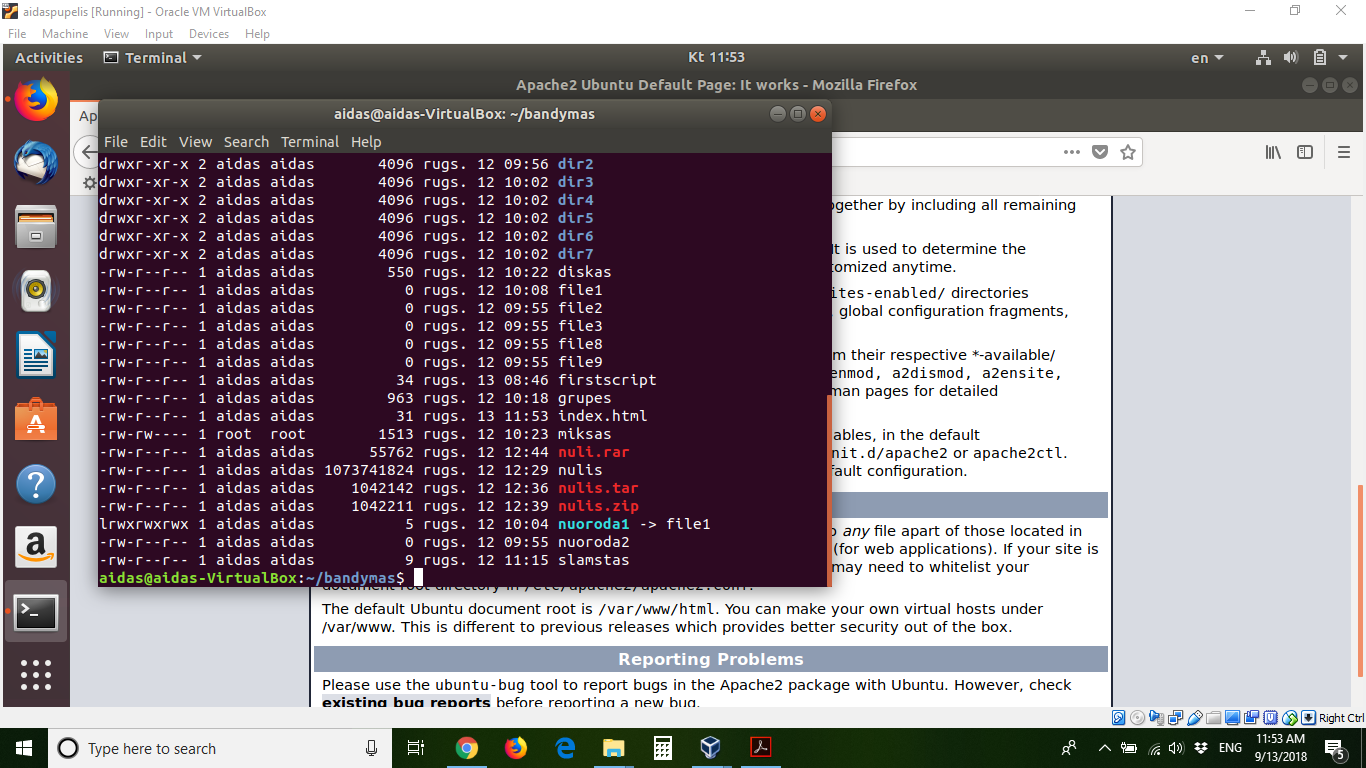 aidaspupelis [Running] - Oracle VM VirtualBox
File Machine View Input Devices Help
Activities Terminal Kt 11:53 en
Apache2 Ubuntu Default Page: It works - Mozilla Firefox
Ap
aidas@aidas-VirtualBox: ~/bandymas
File Edit View Search Terminal Help
drwxr-xr-x 2 aidas aidas 4096 rugs. 12 09:56 dir2
drwxr-xr-x 2 aidas aidas 4096 rugs. 12 10:02 dir3
drwxr-xr-x 2 aidas aidas 4096 rugs. 12 10:02 dir4
drwxr-xr-x 2 aidas aidas 4096 rugs. 12 10:02 dir5
drwxr-xr-x 2 aidas aidas 4096 rugs. 12 10:02 dir6
drwxr-xr-x 2 aidas aidas 4096 rugs. 12 10:02 dir7
-rw-r--r-- 1 aidas aidas 550 rugs. 12 10:22 diskas
-rw-r--r-- 1 aidas aidas 0 rugs. 12 10:08 file1
-rw-r--r-- 1 aidas aidas 0 rugs. 12 09:55 file2
-rw-r--r-- 1 aidas aidas 0 rugs. 12 09:55 file3
-rw-r--r-- 1 aidas aidas 0 rugs. 12 09:55 file8
-rw-r--r-- 1 aidas aidas 0 rugs. 12 09:55 file9
-rw-r--r-- 1 aidas aidas 34 rugs. 13 08:46 firstscript
-rw-r--r-- 1 aidas aidas 963 rugs. 12 10:18 grupes
-rw-r--r-- 1 aidas aidas 31 rugs. 13 11:53 index.html
-rw-rw---- 1 root root 1513 rugs. 12 10:23 miksas
-rw-r--r-- 1 aidas aidas 55762 rugs. 12 12:44 nuli.rar
-rw-r--r-- 1 aidas aidas 1073741824 rugs. 12 12:29 nulis
-rw-r--r-- 1 aidas aidas 1042142 rugs. 12 12:36 nulis.tar
-rw-r--r-- 1 aidas aidas 1042211 rugs. 12 12:39 nulis.zip
lrwxrwxrwx 1 aidas aidas 5 rugs. 12 10:04 nuoroda1 -> file1
-rw-r--r-- 1 aidas aidas 0 rugs. 12 09:55 nuoroda2
-rw-r--r-- 1 aidas aidas 9 rugs. 12 11:15 slamstas
aidas@aidas-VirtualBox:~/bandymas$
ogether by including all remaining
It is used to determine the
tomized anytime.
ites-enabled/ directories
global configuration fragments,
m their respective *-available/
enmod, a2dismod, a2ensite,
man pages for detailed
ables, in the default
nit.d/apache2 or apache2ctl.
fault configuration.
o any file apart of those located in
(for web applications). If your site is
may need to whitelist your
document root directory in /etc/apache2/apache2.conf.
The default Ubuntu document root is /var/www/html. You can make your own virtual hosts under
/var/www. This is different to previous releases which provides better security out of the box.
Reporting Problems
Please use the ubuntu-bug tool to report bugs in the Apache2 package with Ubuntu. However, check
existing bug reports before reporting a new bug.
Right Ctrl
Type here to search
ENG
11:53 AM
9/13/2018
5